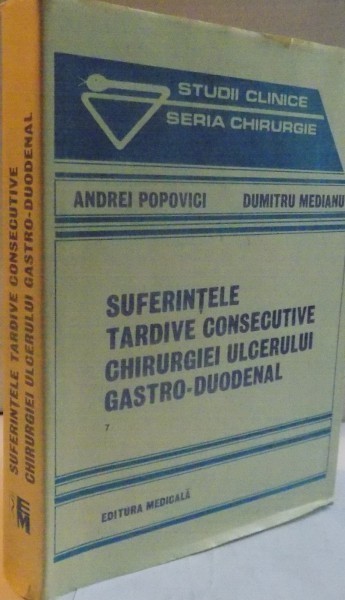 STUDII CLINICE
SERIA CHIRURGIE
ANDREI POPOVICI DUMITRU MEDIANU
SUFERINȚELE
TARDIVE CONSECUTIVE
CHIRURGIEI ULCERULUI
GASTRO-DUODENAL
7
EDITURA MEDICALĂ
SUFERINȚELE TARDIVE CONSECUTIVE
CHIRURGIEI ULCERULUI GASTRO-DUODENAL